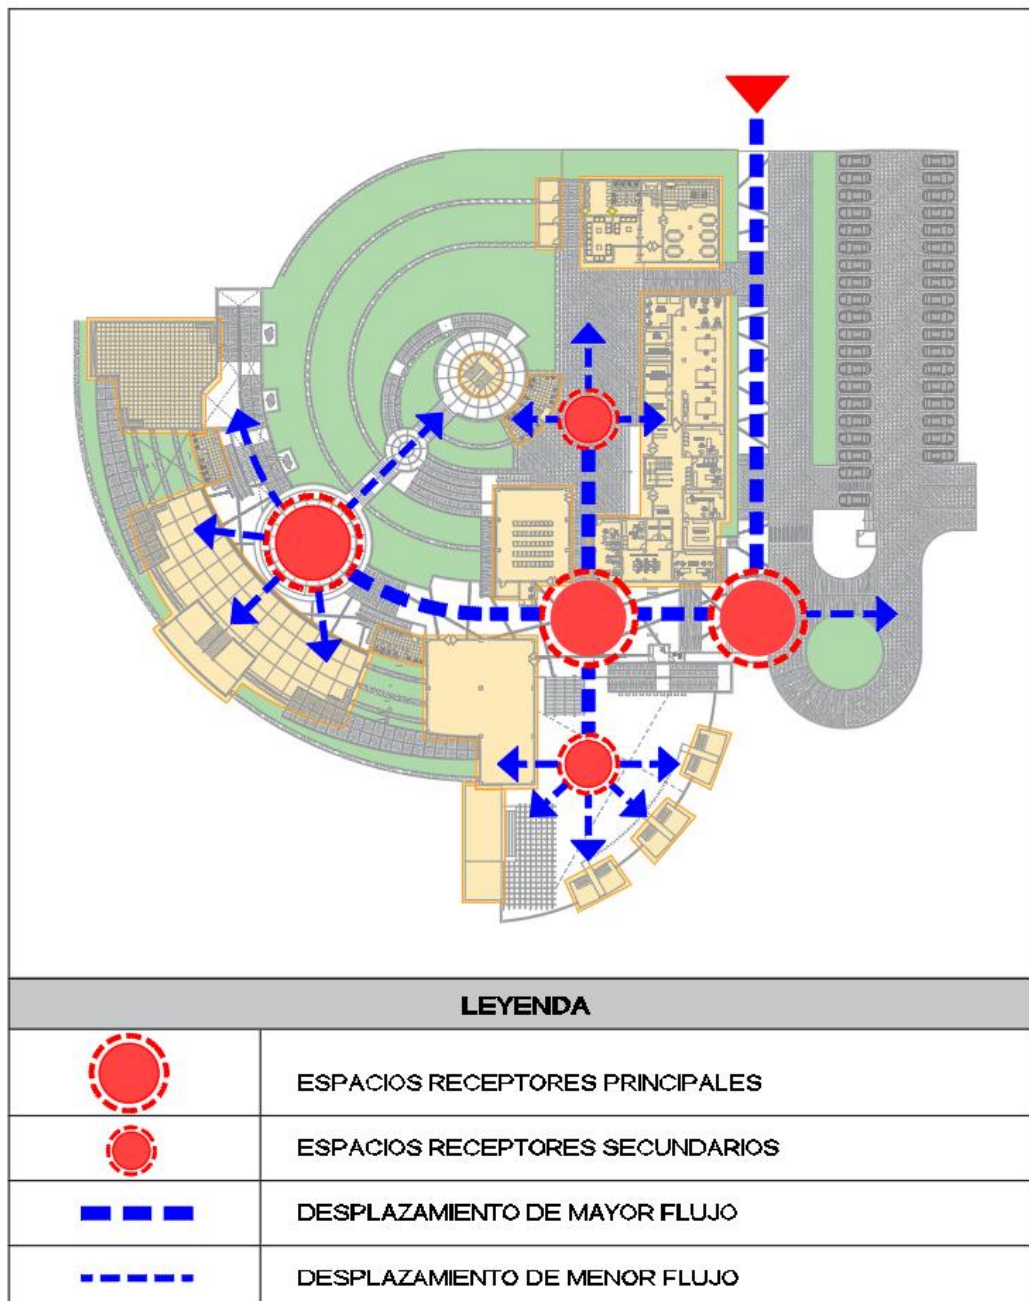 LEYENDA
ESPACIOS RECEPTORES PRINCIPALES
ESPACIOS RECEPTORES SECUNDARIOS
DESPLAZAMIENTO DE MAYOR FLUJO
DESPLAZAMIENTO DE MENOR FLUJO